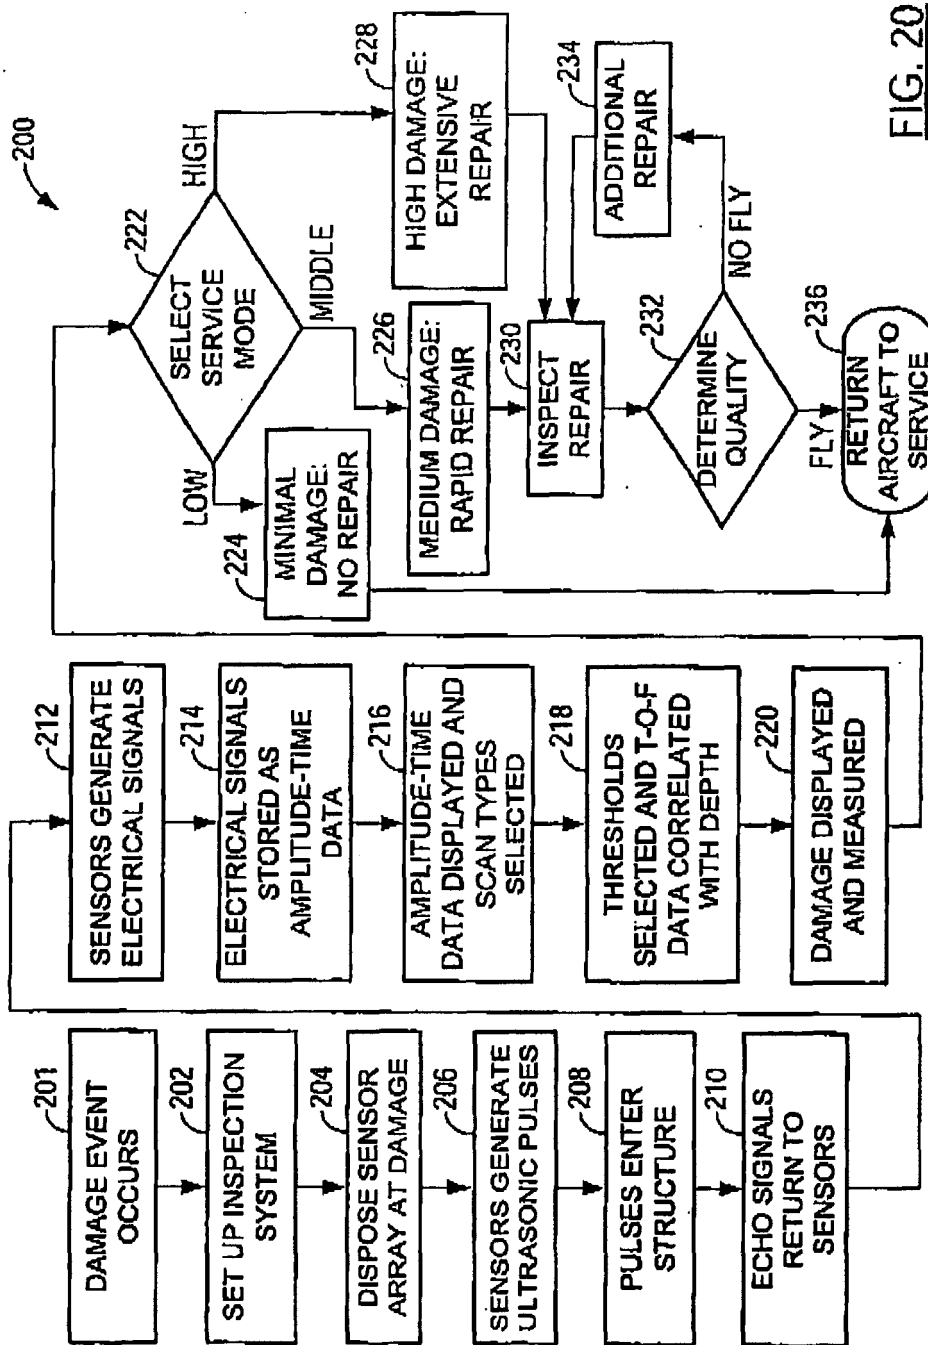 200
201
DAMAGE EVENT
OCCURS
202
SET UP INSPECTION
SYSTEM
204
DISPOSE SENSOR
ARRAY AT DAMAGE
206
SENSORS GENERATE
ULTRASONIC PULSES
208
PULSES ENTER
STRUCTURE
210
ECHO SIGNALS
RETURN TO
SENSORS
212
SENSORS GENERATE
ELECTRICAL SIGNALS
214
ELECTRICAL SIGNALS
STORED AS
AMPLITUDE-TIME
DATA
216
AMPLITUDE-TIME
DATA DISPLAYED AND
SCAN TYPES
SELECTED
218
THRESHOLDS
SELECTED AND T-O-F
DATA CORRELATED
WITH DEPTH
220
DAMAGE DISPLAYED
AND MEASURED
222
SELECT
SERVICE
MODE
LOW
MIDDLE
HIGH
224
MINIMAL
DAMAGE:
NO REPAIR
226
MEDIUM DAMAGE:
RAPID REPAIR
228
HIGH DAMAGE:
EXTENSIVE
REPAIR
230
INSPECT
REPAIR
232
DETERMINE
QUALITY
NO FLY
FLY
234
ADDITIONAL
REPAIR
236
RETURN
AIRCRAFT TO
SERVICE
FIG. 20